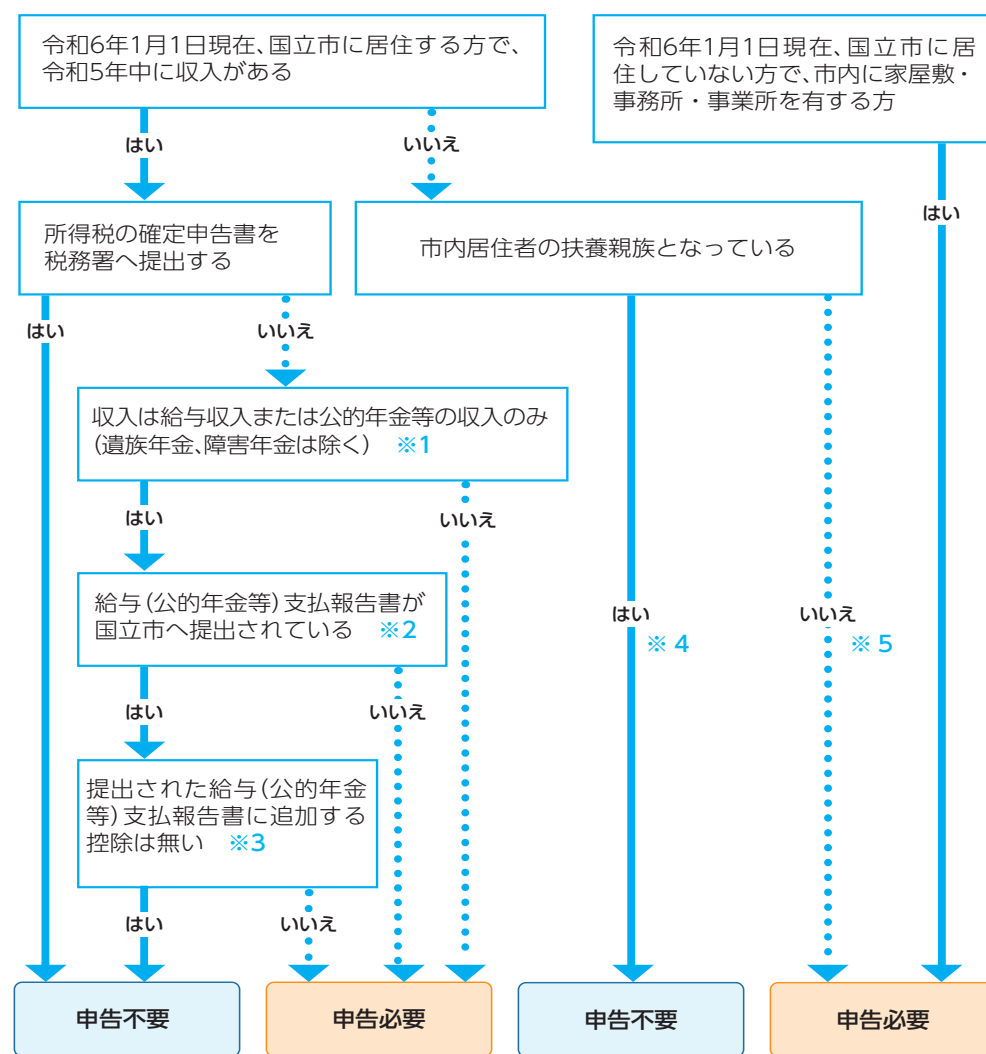 令和6年1月1日現在、国立市に居住する方で、
令和5年中に収入がある
令和6年1月1日現在、国立市に居
住していない方で、市内に家屋敷・
事務所・事業所を有する方
はい
いいえ
はい
所得税の確定申告書を
税務署へ提出する
市内居住者の扶養親族となっている
はい
いいえ
収入は給与収入または公的年金等の収入のみ
(遺族年金、障害年金は除く) ※1
はい
いいえ
給与(公的年金等)支払報告書が
国立市へ提出されている ※2
はい
※4
いいえ
※5
はい
いいえ
提出された給与(公的年金
等)支払報告書に追加する
控除は無い ※3
はい
いいえ
申告不要
申告必要
申告不要
申告必要